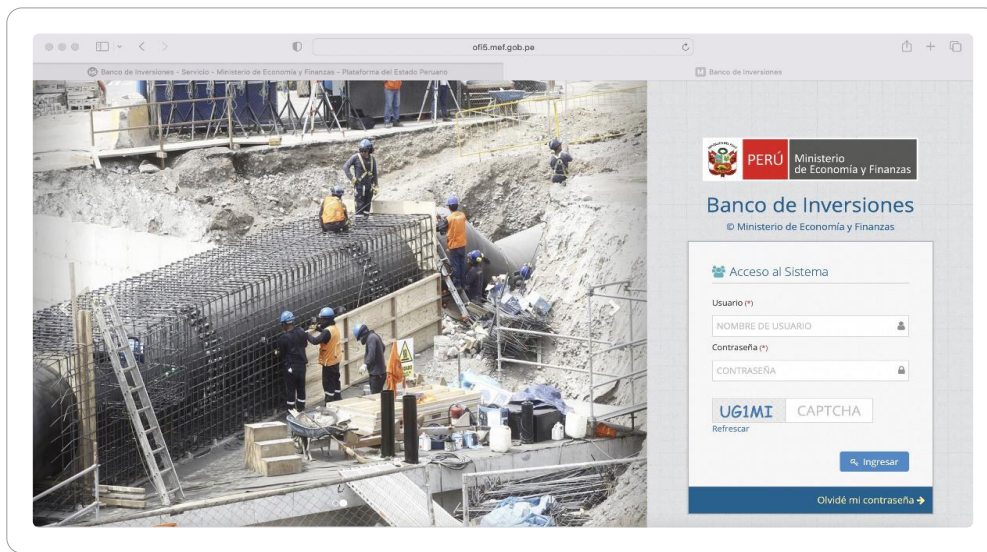 ofi5.mef.gob.pe
Banco de Inversiones - Servicio - Ministerio de Economía y Finanzas - Plataforma del Estado Peruano
Banco de Inversiones
PERÚ
Ministerio
de Economía y Finanzas
Banco de Inversiones
© Ministerio de Economía y Finanzas
Acceso al Sistema
Usuario (*)
NOMBRE DE USUARIO
Contraseña (*)
CONTRASEÑA
UG1MI CAPTCHA
Refrescar
Ingresar
Olvidé mi contraseña